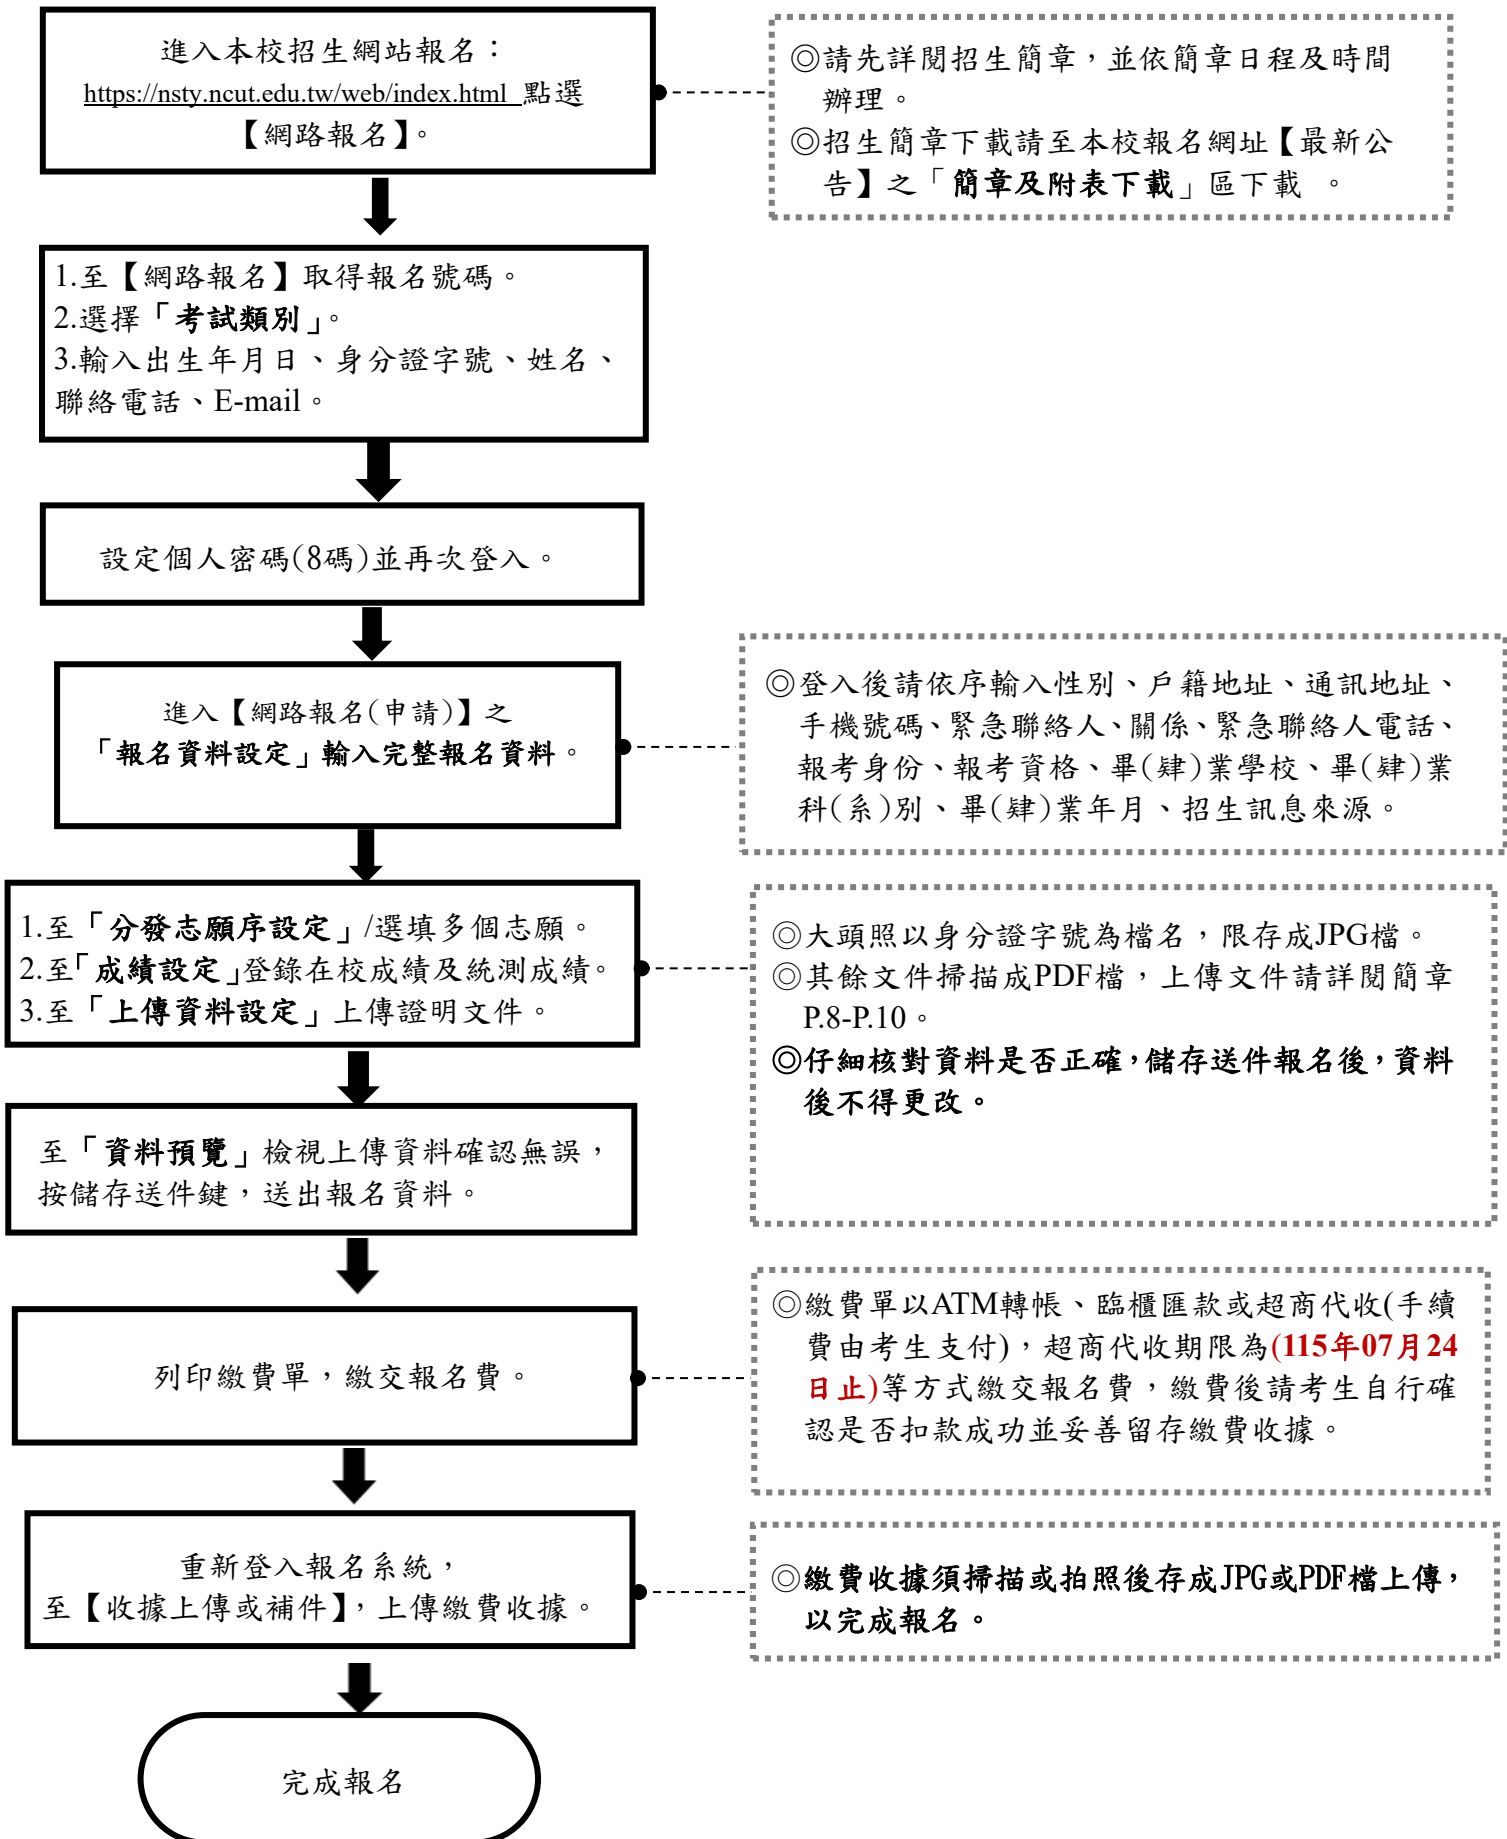 進入本校招生網站報名：
https://nsty.ncut.edu.tw/web/index.html 點選
【網路報名】。
◎請先詳閱招生簡章，並依簡章日程及時間
辦理。
◎招生簡章下載請至本校報名網址【最新公
告】之「簡章及附表下載」區下載 。
1.至【網路報名】取得報名號碼。
2.選擇「考試類別」。
3.輸入出生年月日、身分證字號、姓名、
聯絡電話、E-mail。
設定個人密碼(8碼)並再次登入。
進入【網路報名(申請)】之
「報名資料設定」輸入完整報名資料。
◎登入後請依序輸入性別、戶籍地址、通訊地址、
手機號碼、緊急聯絡人、關係、緊急聯絡人電話、
報考身份、報考資格、畢(肄)業學校、畢(肄)業
科(系)別、畢(肄)業年月、招生訊息來源。
1.至「分發志願序設定」/選填多個志願。
2.至「成績設定」登錄在校成績及統測成績。
3.至「上傳資料設定」上傳證明文件。
◎大頭照以身分證字號為檔名，限存成JPG檔。
◎其餘文件掃描成PDF檔，上傳文件請詳閱簡章
P.8-P.10。
◎仔細核對資料是否正確，儲存送件報名後，資料
後不得更改。
至「資料預覽」檢視上傳資料確認無誤，
按儲存送件鍵，送出報名資料。
列印繳費單，繳交報名費。
◎繳費單以ATM轉帳、臨櫃匯款或超商代收(手續
費由考生支付)，超商代收期限為(115年07月24
日止)等方式繳交報名費，繳費後請考生自行確
認是否扣款成功並妥善留存繳費收據。
重新登入報名系統，
至【收據上傳或補件】，上傳繳費收據。
◎繳費收據須掃描或拍照後存成JPG或PDF檔上傳，
以完成報名。
完成報名